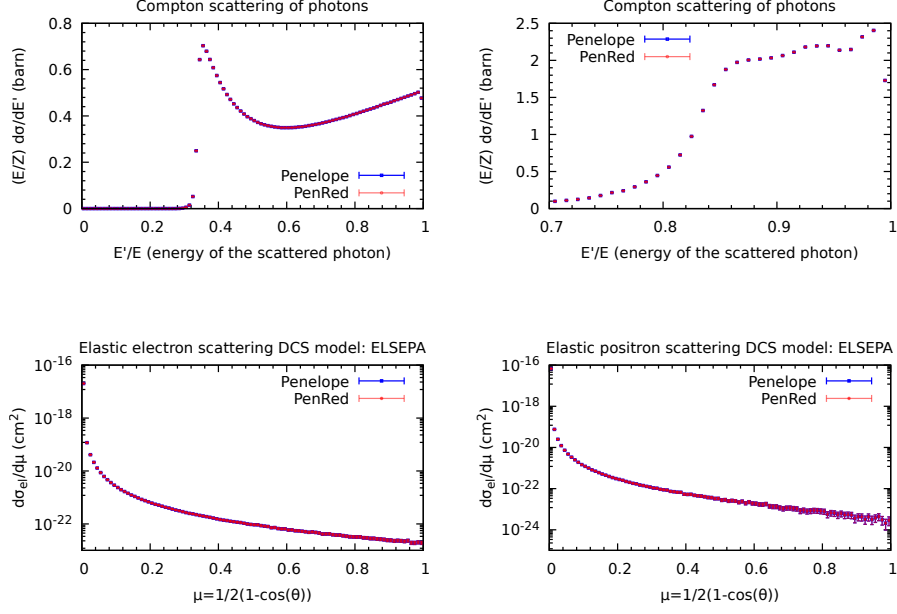 Compton scattering of photons
(E/Z) dσ/dE' (barn)
0.8
0.6
0.4
0.2
0
Penelope
PenRed
0 0.2 0.4 0.6 0.8 1
E'/E (energy of the scattered photon)
Compton scattering of photons
(E/Z) dσ/dE' (barn)
2.5
2
1.5
1
0.5
0
Penelope
PenRed
0.7 0.8 0.9 1
E'/E (energy of the scattered photon)
Elastic electron scattering DCS model: ELSEPA
dσel/dμ (cm²)
10⁻¹⁶
10⁻¹⁸
10⁻²⁰
10⁻²²
Penelope
PenRed
0 0.2 0.4 0.6 0.8 1
μ=1/2(1-cos(θ))
Elastic positron scattering DCS model: ELSEPA
dσel/dμ (cm²)
10⁻¹⁶
10⁻¹⁸
10⁻²⁰
10⁻²²
10⁻²⁴
Penelope
PenRed
0 0.2 0.4 0.6 0.8 1
μ=1/2(1-cos(θ))